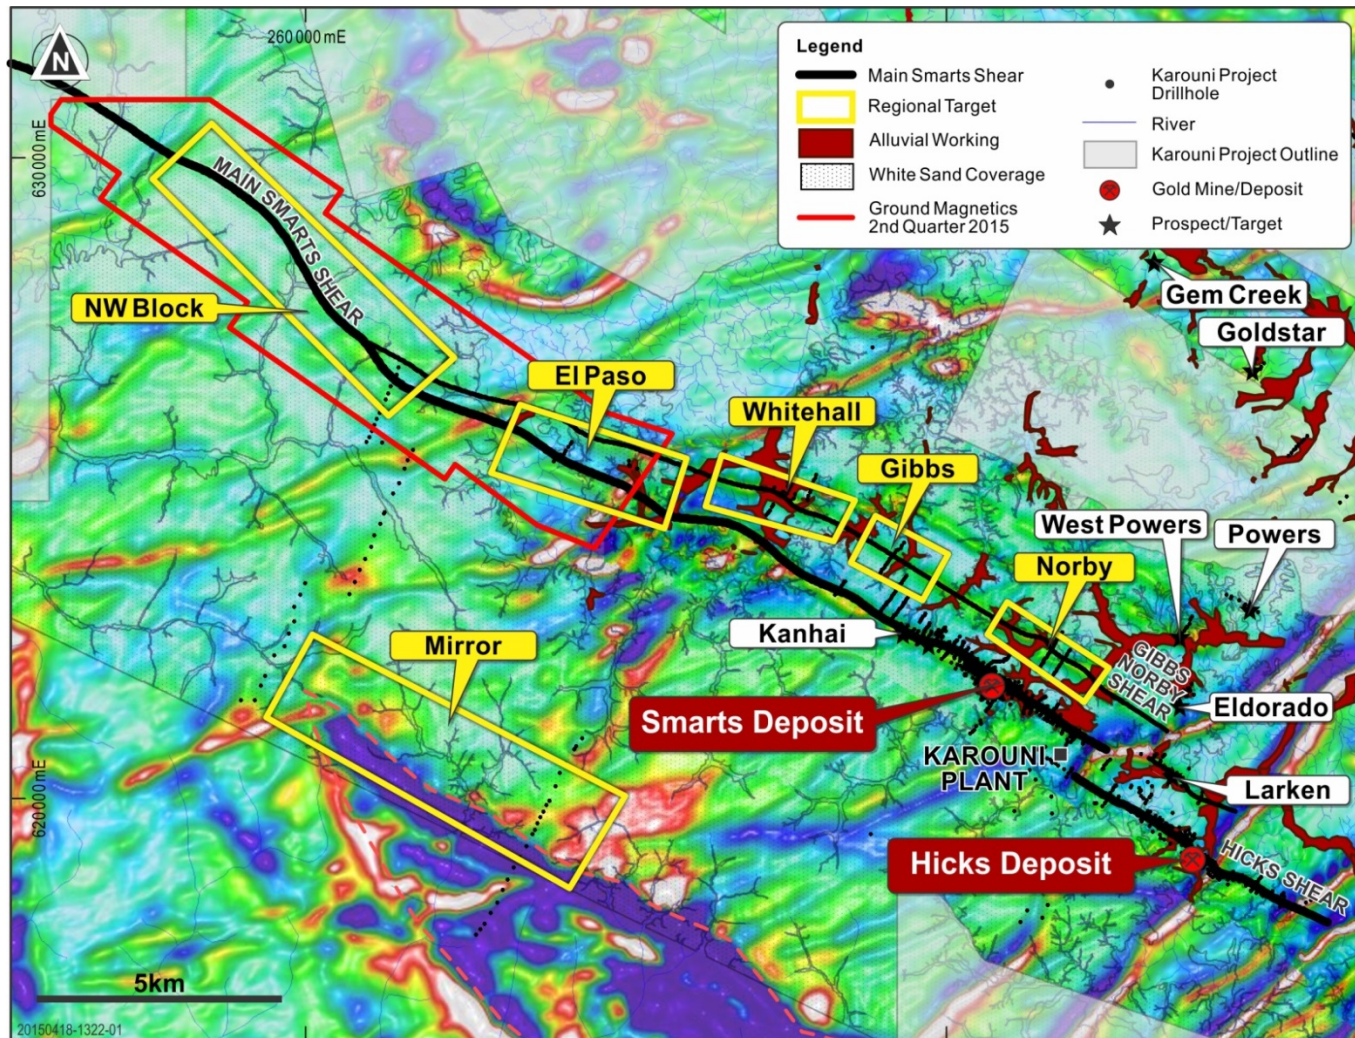 260 000 mE
N
630 000 mE
Legend
Main Smarts Shear
Regional Target
Alluvial Working
White Sand Coverage
Ground Magnetics
2nd Quarter 2015
Karouni Project
Drillhole
River
Karouni Project Outline
Gold Mine/Deposit
Prospect/Target
MAIN SMARTS SHEAR
NW Block
Gem Creek
Goldstar
El Paso
Whitehall
Gibbs
West Powers
Powers
Norby
Kanhai
Mirror
GIBBS
NORBY
SHEAR
Smarts Deposit
Eldorado
KAROUNI
PLANT
Larken
620 000 mE
Hicks Deposit
HICKS SHEAR
5km
20150418-1322-01